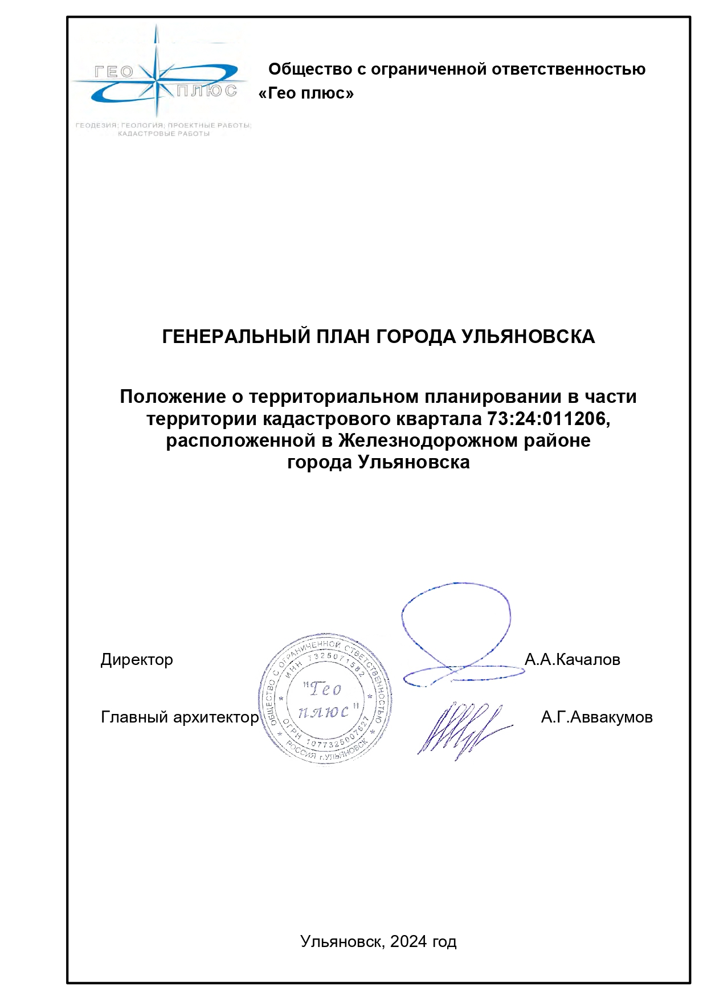 ГЕО
ПЛЮС
ГЕОДЕЗИЯ; ГЕОЛОГИЯ; ПРОЕКТНЫЕ РАБОТЫ;
КАДАСТРОВЫЕ РАБОТЫ
Общество с ограниченной ответственностью
«Гео плюс»
ГЕНЕРАЛЬНЫЙ ПЛАН ГОРОДА УЛЬЯНОВСКА
Положение о территориальном планировании в части
территории кадастрового квартала 73:24:011206,
расположенной в Железнодорожном районе
города Ульяновска
Директор
А.А.Качалов
ОБЩЕСТВО С ОГРАНИЧЕННОЙ ОТВЕТСТВЕННОСТЬЮ
ИНН 7325071582
"Гео
плюс"
ОГРН 1077325007627
* РОССИЯ г.УЛЬЯНОВСК *
Главный архитектор
А.Г.Аввакумов
Ульяновск, 2024 год